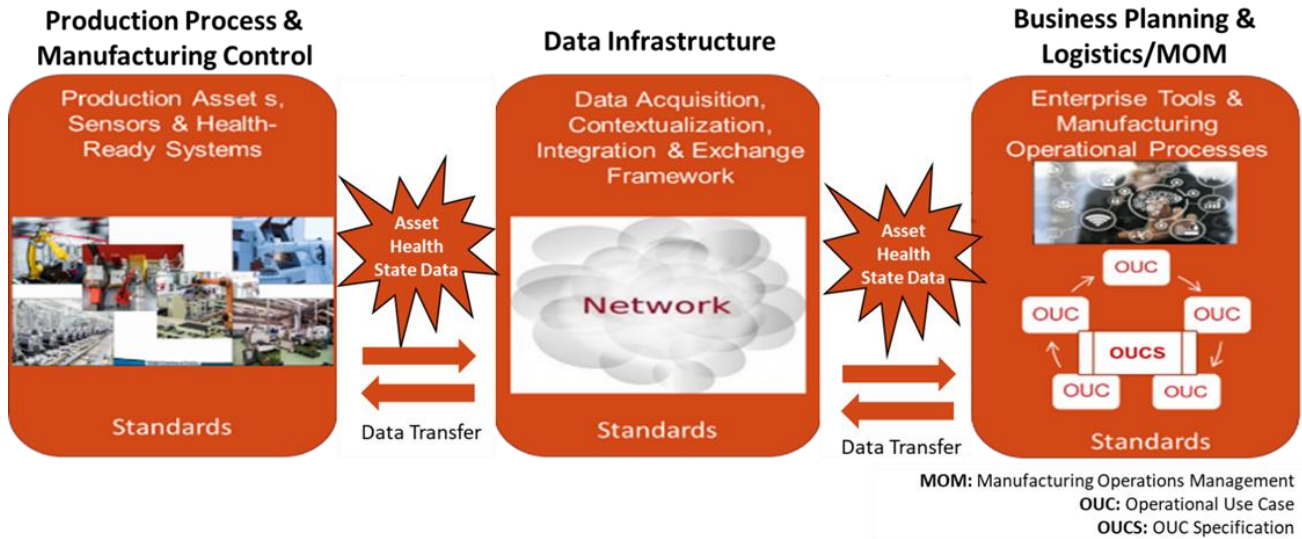 Production Process &
Manufacturing Control
Production Asset s,
Sensors & Health-
Ready Systems
Standards
Asset
Health
State Data
Data Transfer
Data Infrastructure
Data Acquisition,
Contextualization,
Integration & Exchange
Framework
Network
Standards
Asset
Health
State Data
Data Transfer
Business Planning &
Logistics/MOM
Enterprise Tools &
Manufacturing
Operational Processes
OUC
OUC
OUC
OUCS
OUC
OUC
Standards
MOM: Manufacturing Operations Management
OUC: Operational Use Case
OUCS: OUC Specification